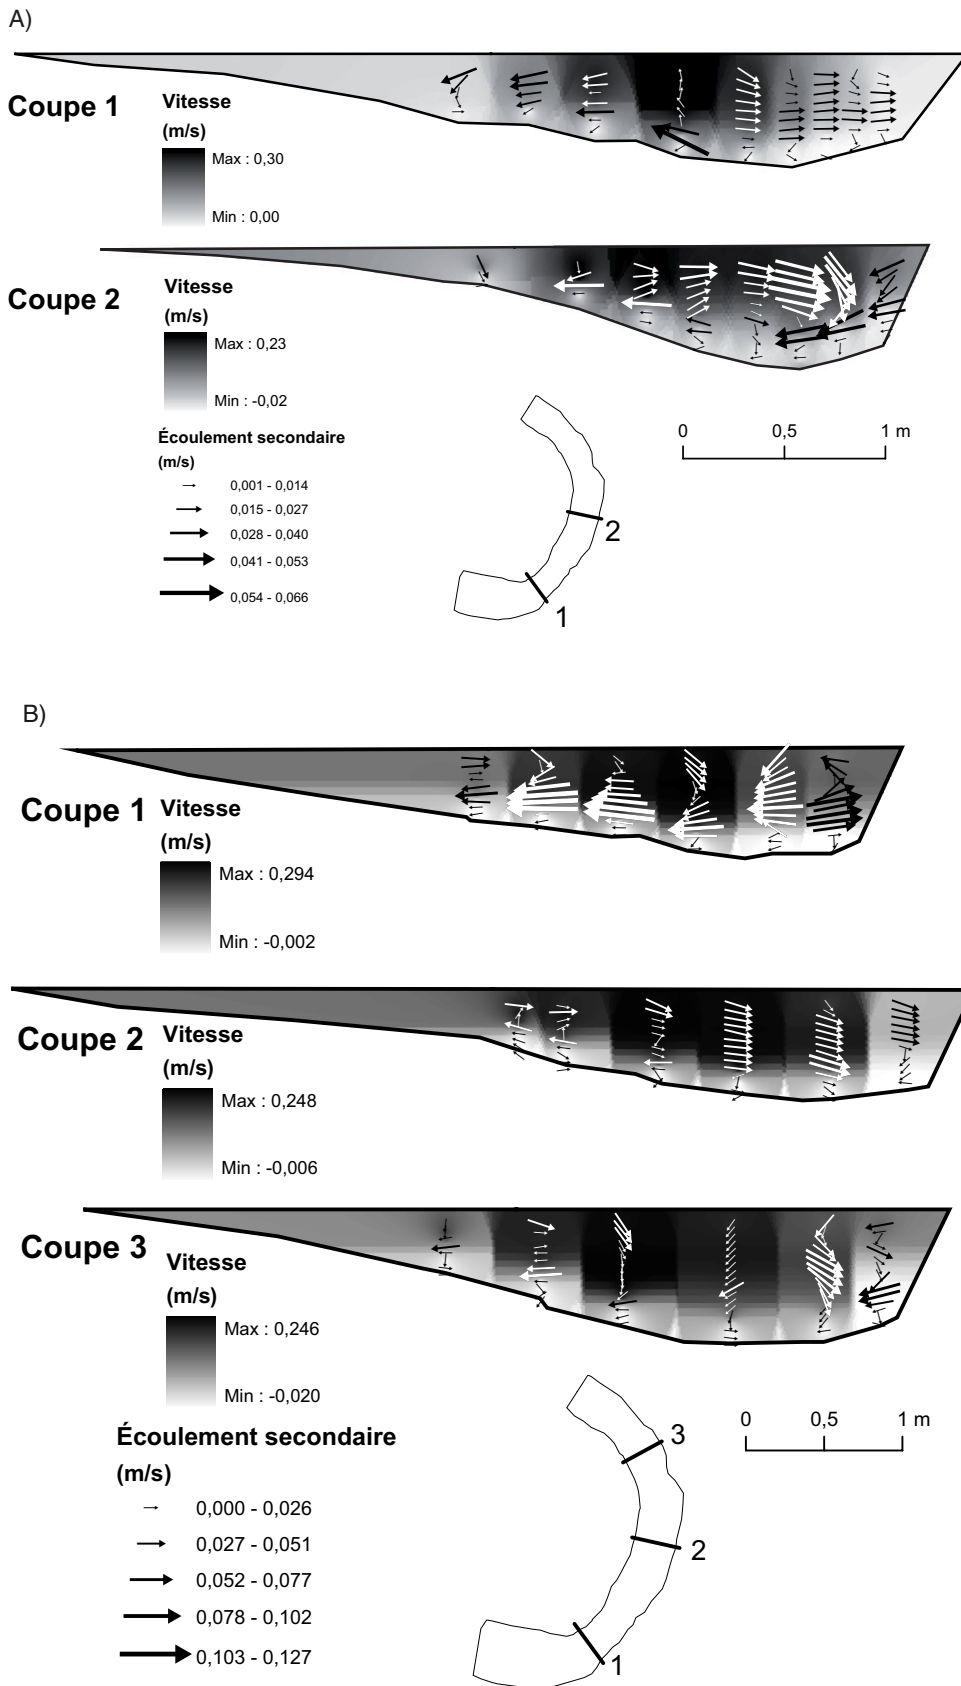 A)
Coupe 1
Vitesse
(m/s)
Max : 0,30
Min : 0,00
Coupe 2
Vitesse
(m/s)
Max : 0,23
Min : -0,02
Écoulement secondaire
(m/s)
0,001 - 0,014
0,015 - 0,027
0,028 - 0,040
0,041 - 0,053
0,054 - 0,066
0 0,5 1 m
2
1
B)
Coupe 1
Vitesse
(m/s)
Max : 0,294
Min : -0,002
Coupe 2
Vitesse
(m/s)
Max : 0,248
Min : -0,006
Coupe 3
Vitesse
(m/s)
Max : 0,246
Min : -0,020
Écoulement secondaire
(m/s)
0,000 - 0,026
0,027 - 0,051
0,052 - 0,077
0,078 - 0,102
0,103 - 0,127
0 0,5 1 m
3
2
1